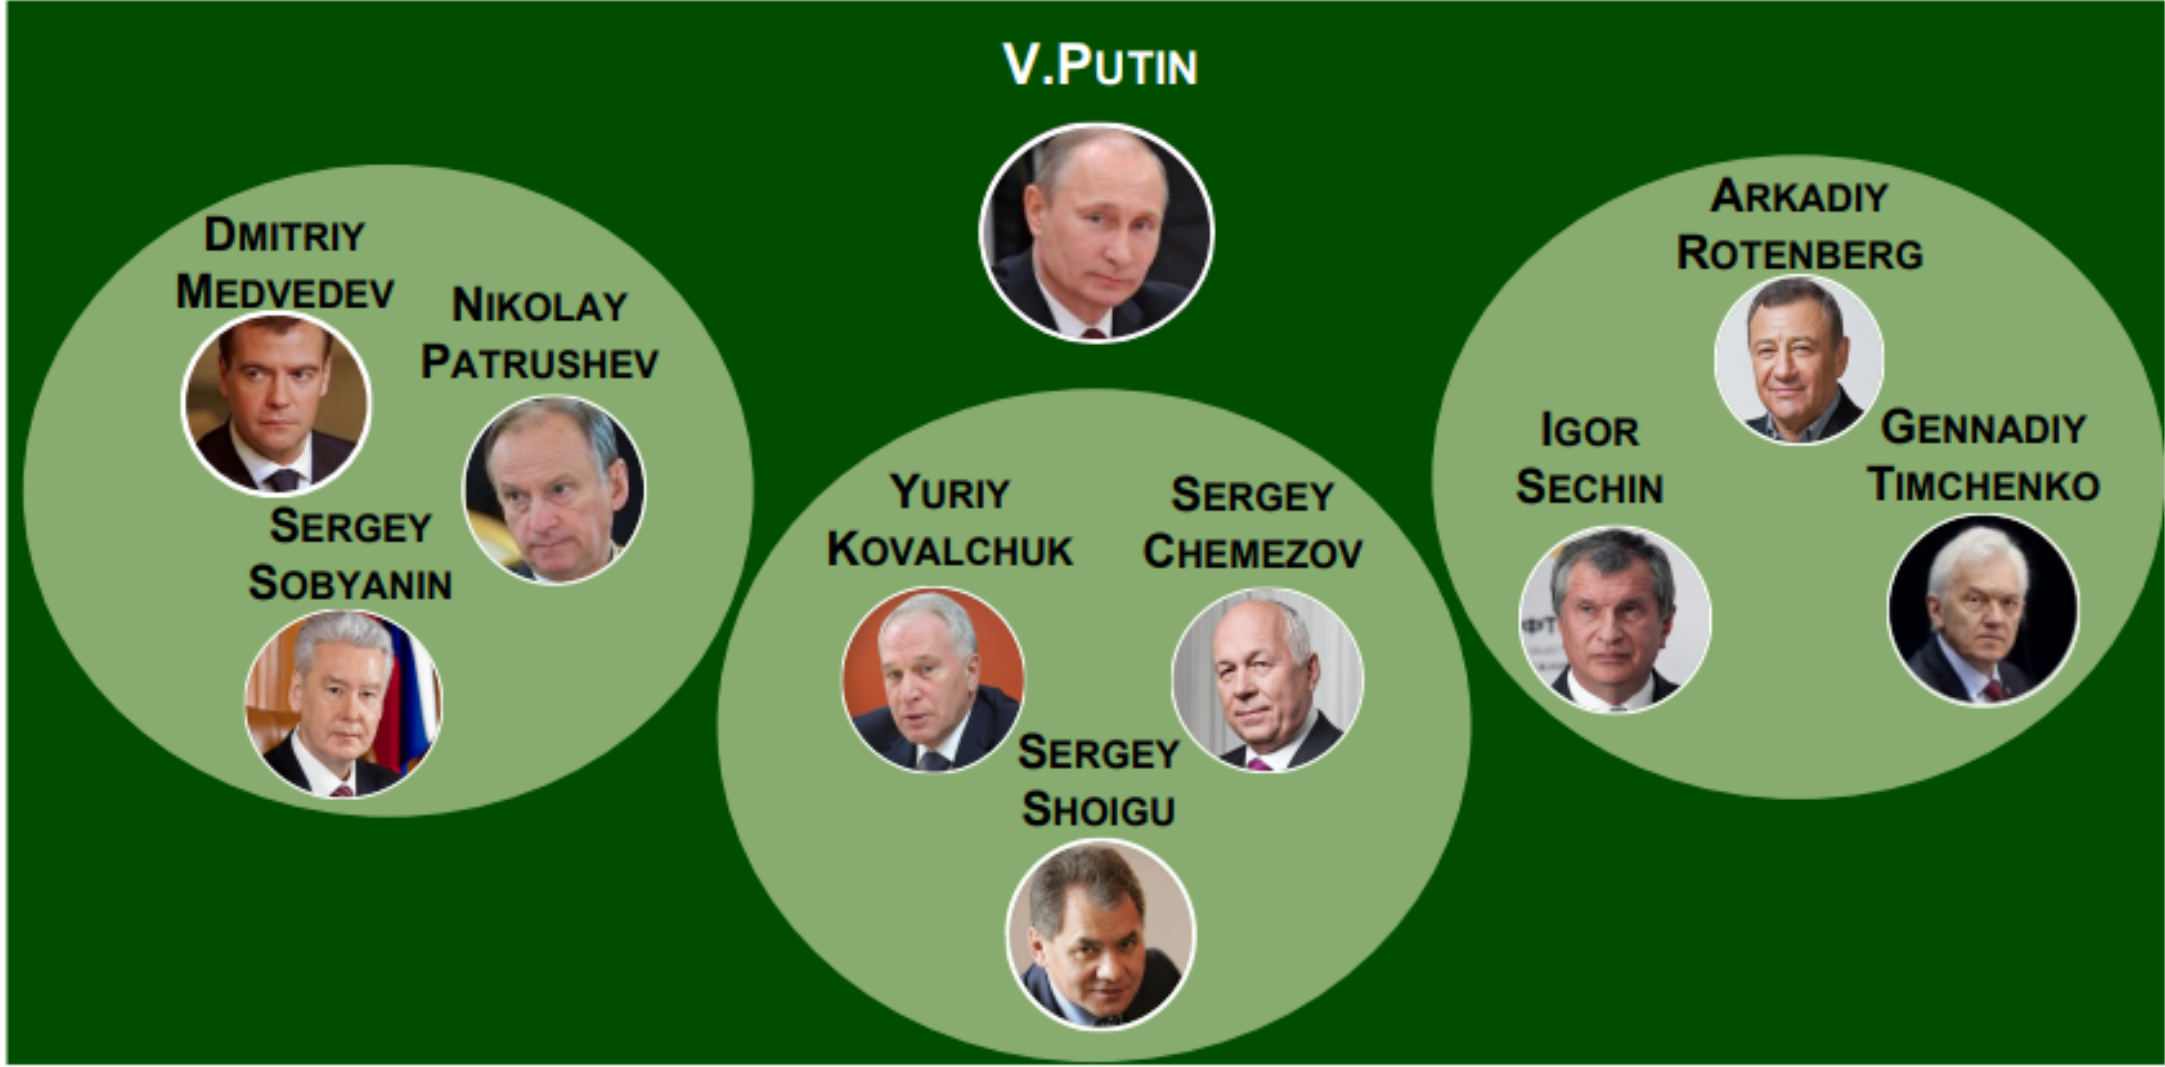 V.PUTIN
DMITRIY
MEDVEDEV
NIKOLAY
PATRUSHEV
SERGEY
SOBYANIN
YURIY
KOVALCHUK
SERGEY
CHEMEZOV
SERGEY
SHOIGU
ARKADIY
ROTENBERG
IGOR
SECHIN
GENNADIY
TIMCHENKO